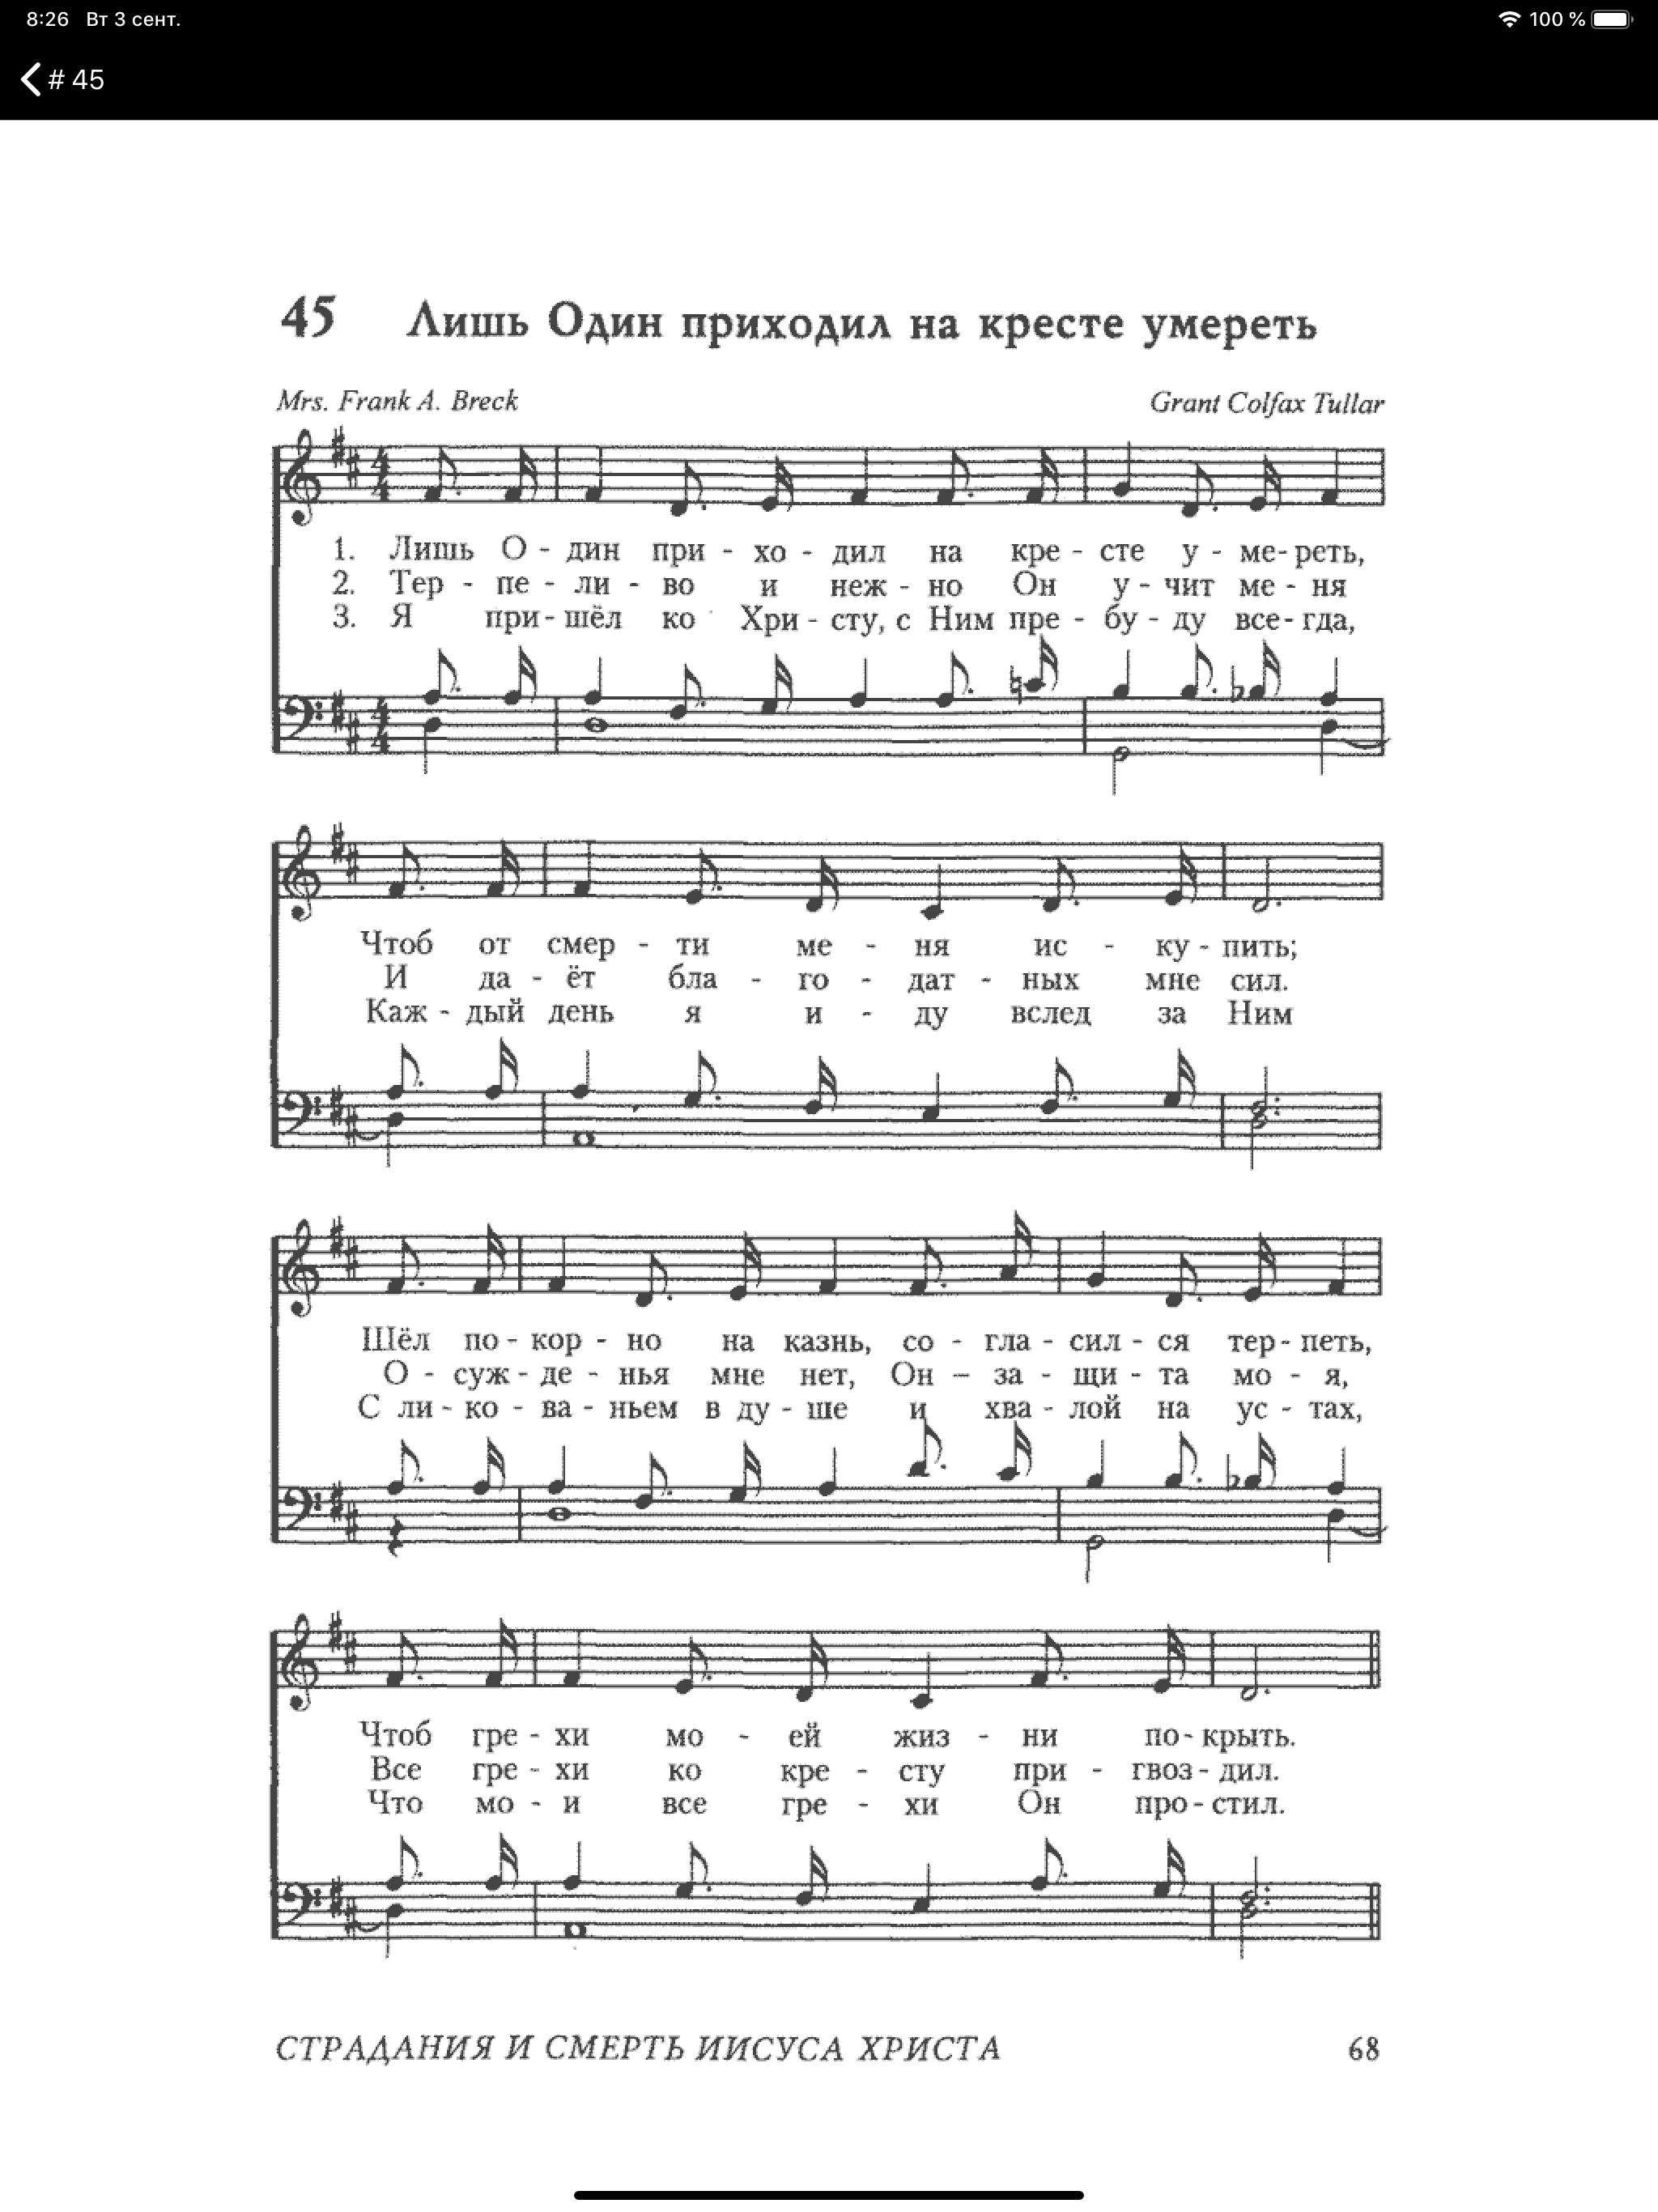 8:26 Вт 3 сент. 100 %
# 45
45 Лишь Один приходил на кресте умереть
Mrs. Frank A. Breck Grant Colfax Tullar
1. Лишь О - дин при - хо - дил на кре - сте у - ме - реть,
2. Тер - пе - ли - во и неж - но Он у - чит ме - ня
3. Я при - шёл ко Хри - сту, с Ним пре - бу - ду все - гда,
Чтоб от смер - ти ме - ня ис - ку - пить;
И да - ёт бла - го - дат - ных мне сил.
Каж - дый день я и - ду вслед за Ним
Шёл по - кор - но на казнь, со - гла - сил - ся тер - петь,
О - суж - де - нья мне нет, Он – за - щи - та мо - я,
С ли - ко - ва - ньем в ду - ше и хва - лой на ус - тах,
Чтоб гре - хи мо - ей жиз - ни по - крыть.
Все гре - хи ко кре - сту при - гвоз - дил.
Что мо - и все гре - хи Он про - стил.
СТРАДАНИЯ И СМЕРТЬ ИИСУСА ХРИСТА 68